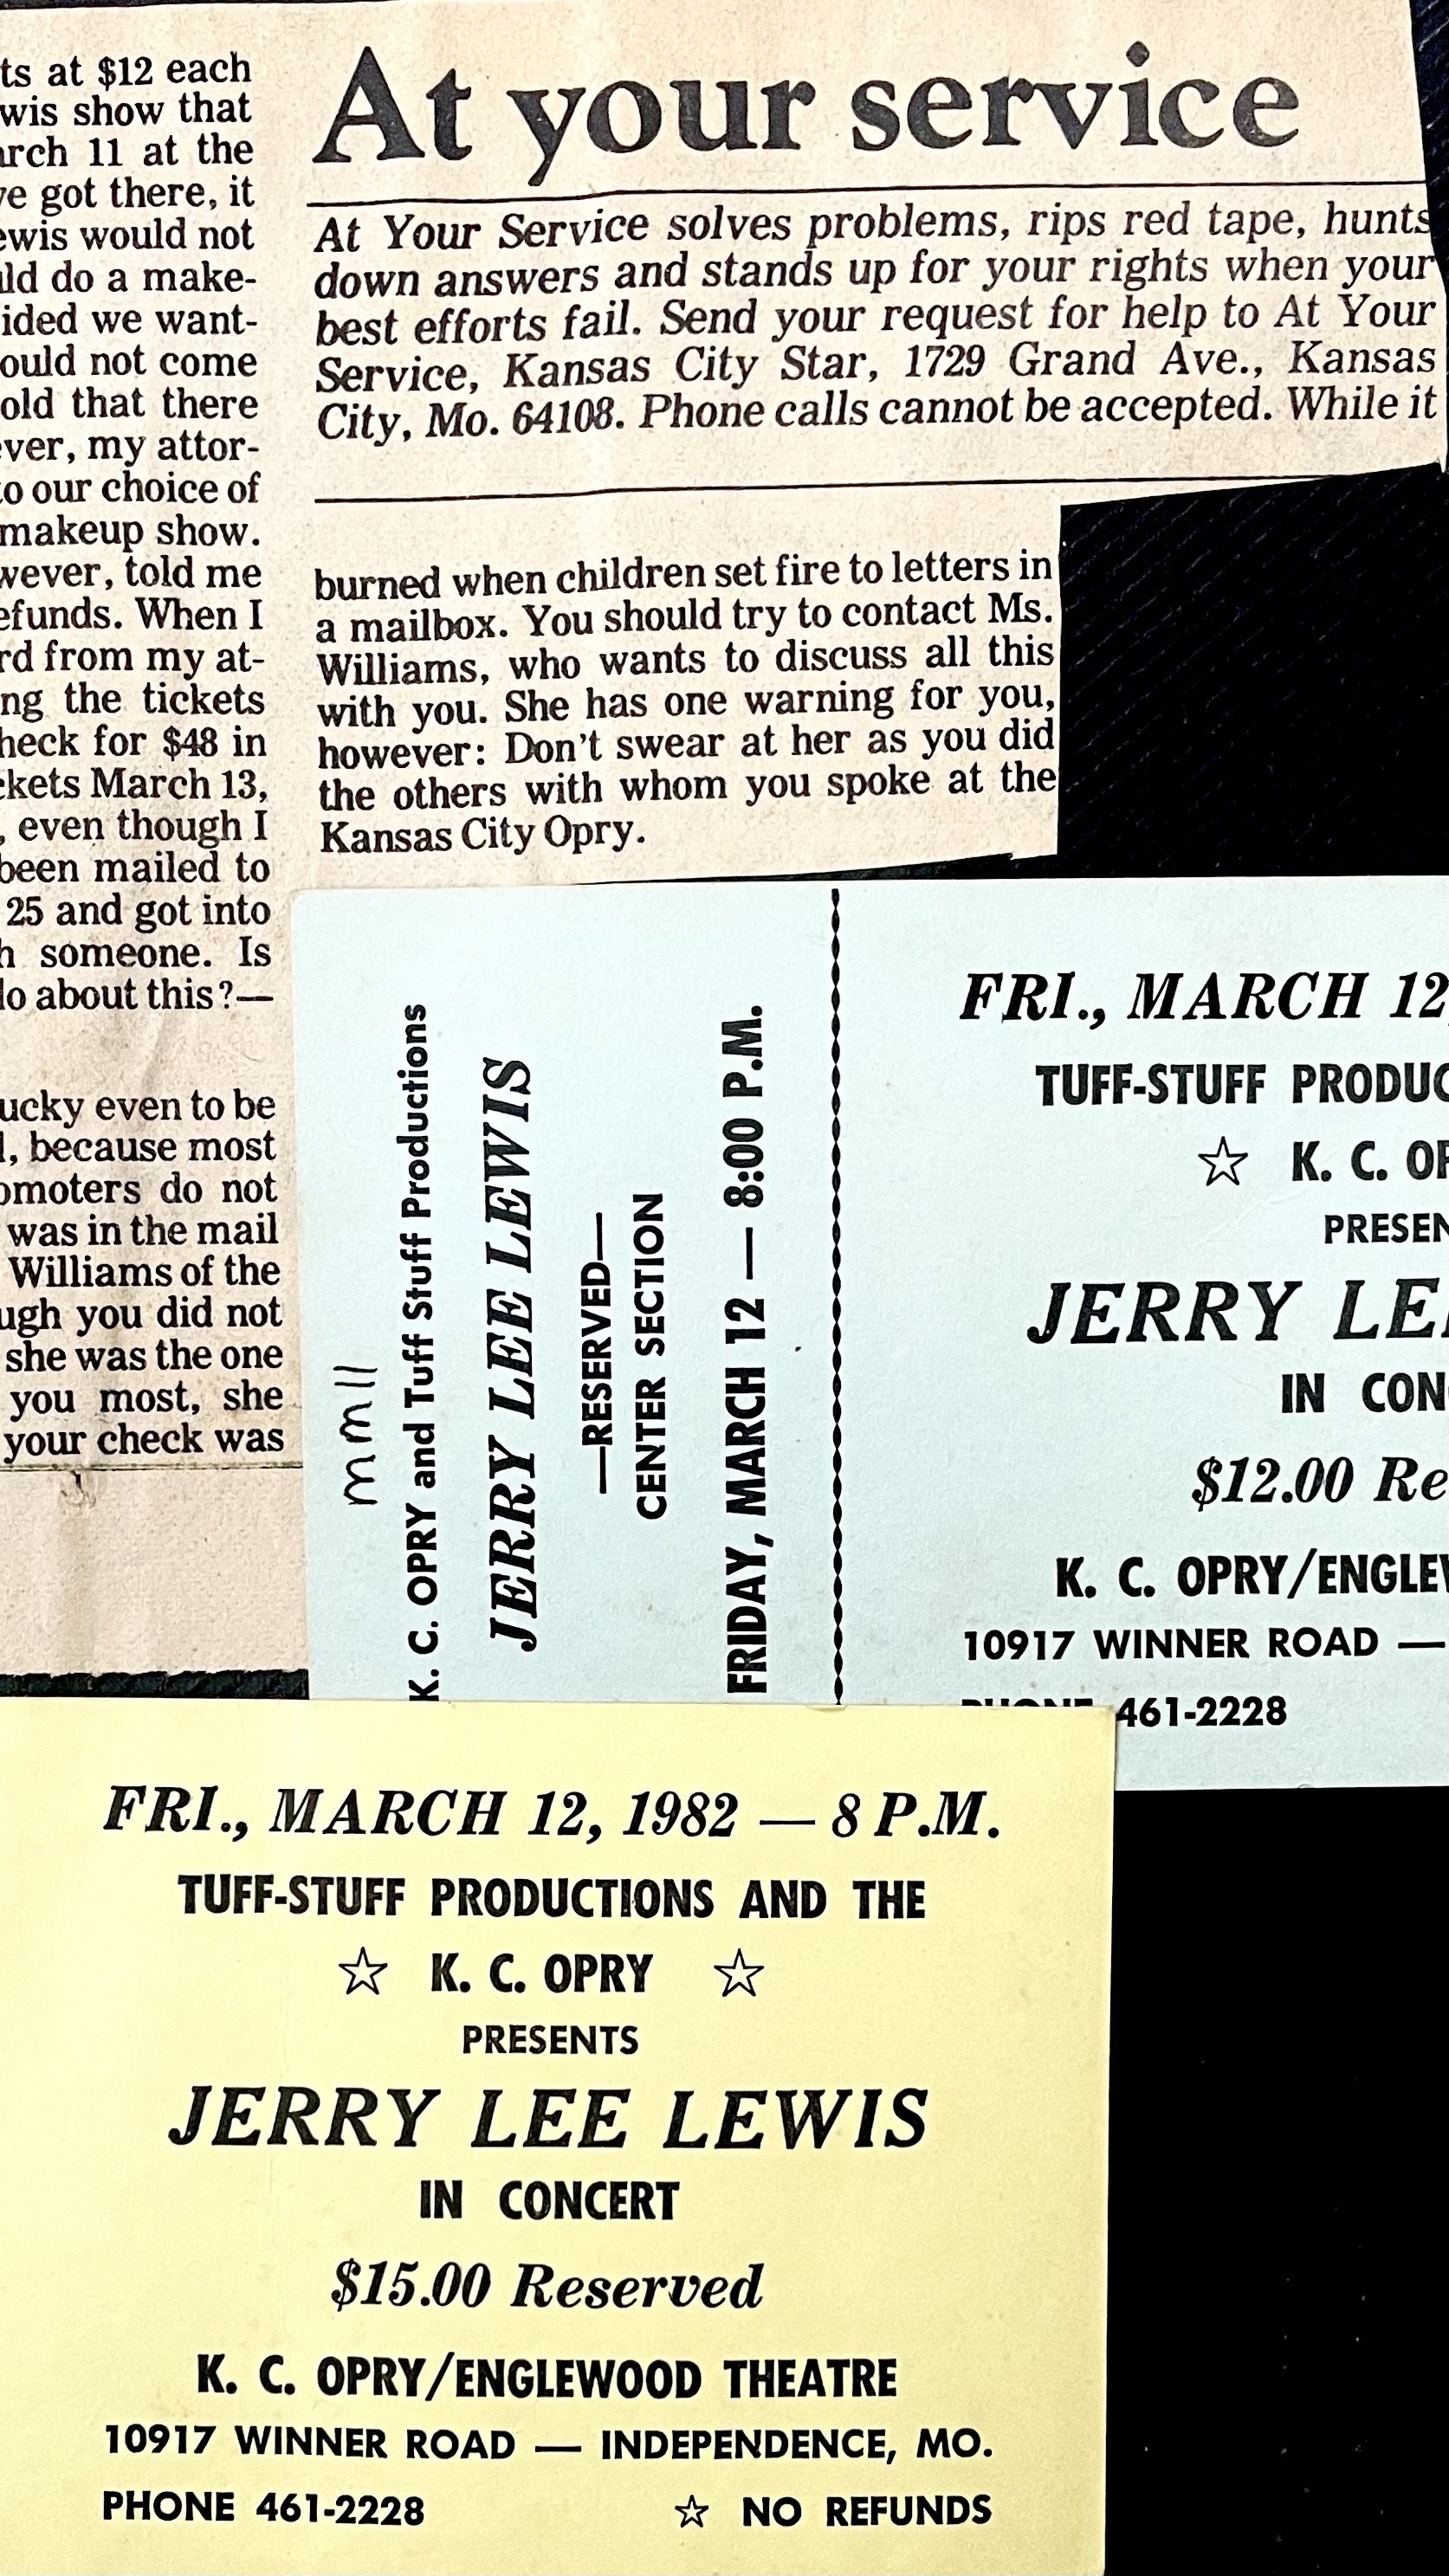 ts at $12 each
wis show that
arch 11 at the
ve got there, it
ewis would not
uld do a make-
ided we want-
ould not come
old that there
ever, my attor-
to our choice of
makeup show.
wever, told me
efunds. When I
rd from my at-
ng the tickets
heck for $48 in
ckets March 13,
, even though I
been mailed to
25 and got into
h someone. Is
do about this?—
ucky even to be
d, because most
omoters do not
was in the mail
Williams of the
ugh you did not
she was the one
you most, she
your check was
At your service
At Your Service solves problems, rips red tape, hunts
down answers and stands up for your rights when your
best efforts fail. Send your request for help to At Your
Service, Kansas City Star, 1729 Grand Ave., Kansas
City, Mo. 64108. Phone calls cannot be accepted. While it
burned when children set fire to letters in
a mailbox. You should try to contact Ms.
Williams, who wants to discuss all this
with you. She has one warning for you,
however: Don't swear at her as you did
the others with whom you spoke at the
Kansas City Opry.
K. C. OPRY and Tuff Stuff Productions
JERRY LEE LEWIS
—RESERVED—
CENTER SECTION
FRIDAY, MARCH 12 — 8:00 P.M.
FRI., MARCH 12,
TUFF-STUFF PRODUC
☆ K. C. OP
PRESEN
JERRY LE
IN CON
$12.00 Re
K. C. OPRY/ENGLEW
10917 WINNER ROAD —
PHONE 461-2228
FRI., MARCH 12, 1982 — 8 P.M.
TUFF-STUFF PRODUCTIONS AND THE
☆ K. C. OPRY ☆
PRESENTS
JERRY LEE LEWIS
IN CONCERT
$15.00 Reserved
K. C. OPRY/ENGLEWOOD THEATRE
10917 WINNER ROAD — INDEPENDENCE, MO.
PHONE 461-2228 ☆ NO REFUNDS